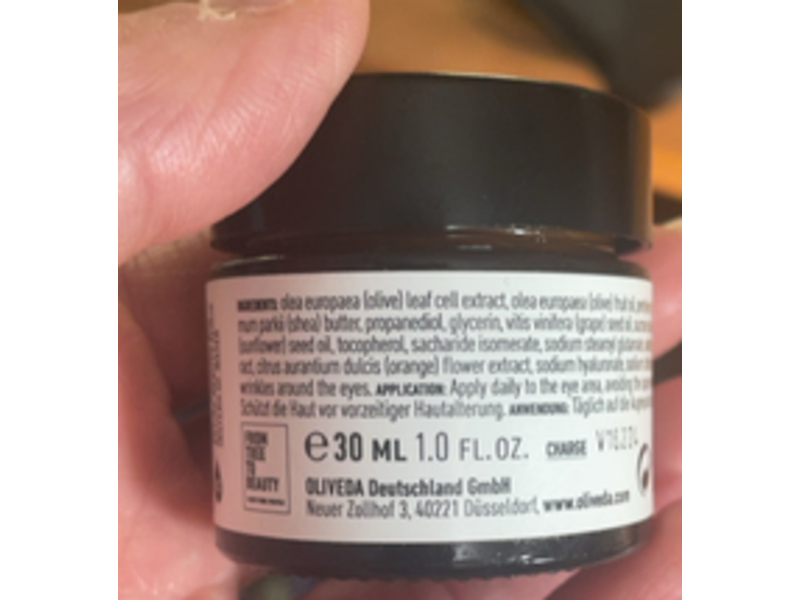 INGREDIENTS: olea europaea (olive) leaf cell extract, olea europaea (olive) fruit oil,
mum parkii (shea) butter, propanediol, glycerin, vitis vinifera (grape) seed oil,
(sunflower) seed oil, tocopherol, sacharide isomerate, sodium stearoyl glutamate,
ract, citrus aurantium dulcis (orange) flower extract, sodium hyaluronate,
wrinkles around the eyes. APPLICATION: Apply daily to the eye area, avoiding the
Schützt die Haut vor vorzeitiger Hautalterung. ANWENDUNG: Täglich auf die
FROM
TREE
TO
BEAUTY
e 30 ML 1.0 FL.OZ. CHARGE
OLIVEDA Deutschland GmbH
Neuer Zollhof 3, 40221 Düsseldorf, www.oliveda.com